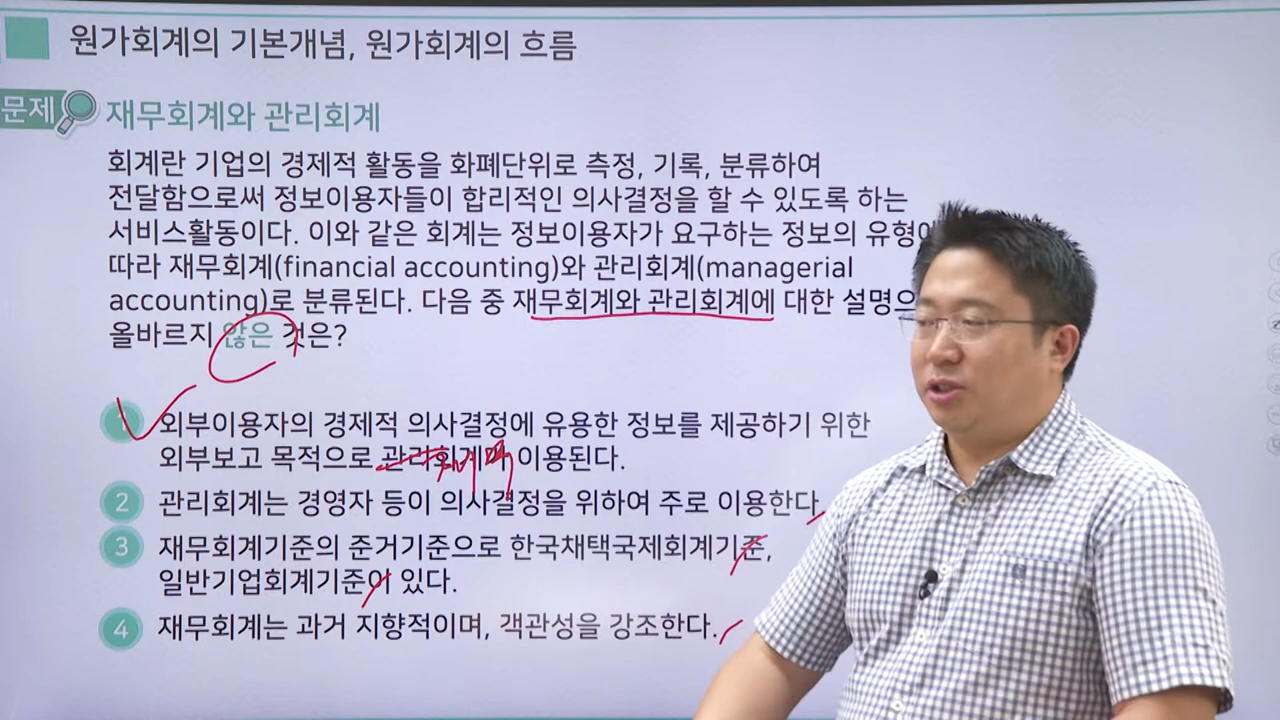 원가회계의 기본개념, 원가회계의 흐름
문제 재무회계와 관리회계
회계란 기업의 경제적 활동을 화폐단위로 측정, 기록, 분류하여
전달함으로써 정보이용자들이 합리적인 의사결정을 할 수 있도록 하는
서비스활동이다. 이와 같은 회계는 정보이용자가 요구하는 정보의
따라 재무회계(financial accounting)와 관리회계(managerial
accounting)로 분류된다. 다음 중 재무회계와 관리회계에 대한
올바르지 않은 것은?
1 외부이용자의 경제적 의사결정에 유용한 정보를 제공하기 위한
외부보고 목적으로 관리회계가 이용된다.
재무
2 관리회계는 경영자 등이 의사결정을 위하여 주로 이용한다.
3 재무회계기준의 준거기준으로 한국채택국제회계기준,
일반기업회계기준이 있다.
4 재무회계는 과거 지향적이며, 객관성을 강조한다.